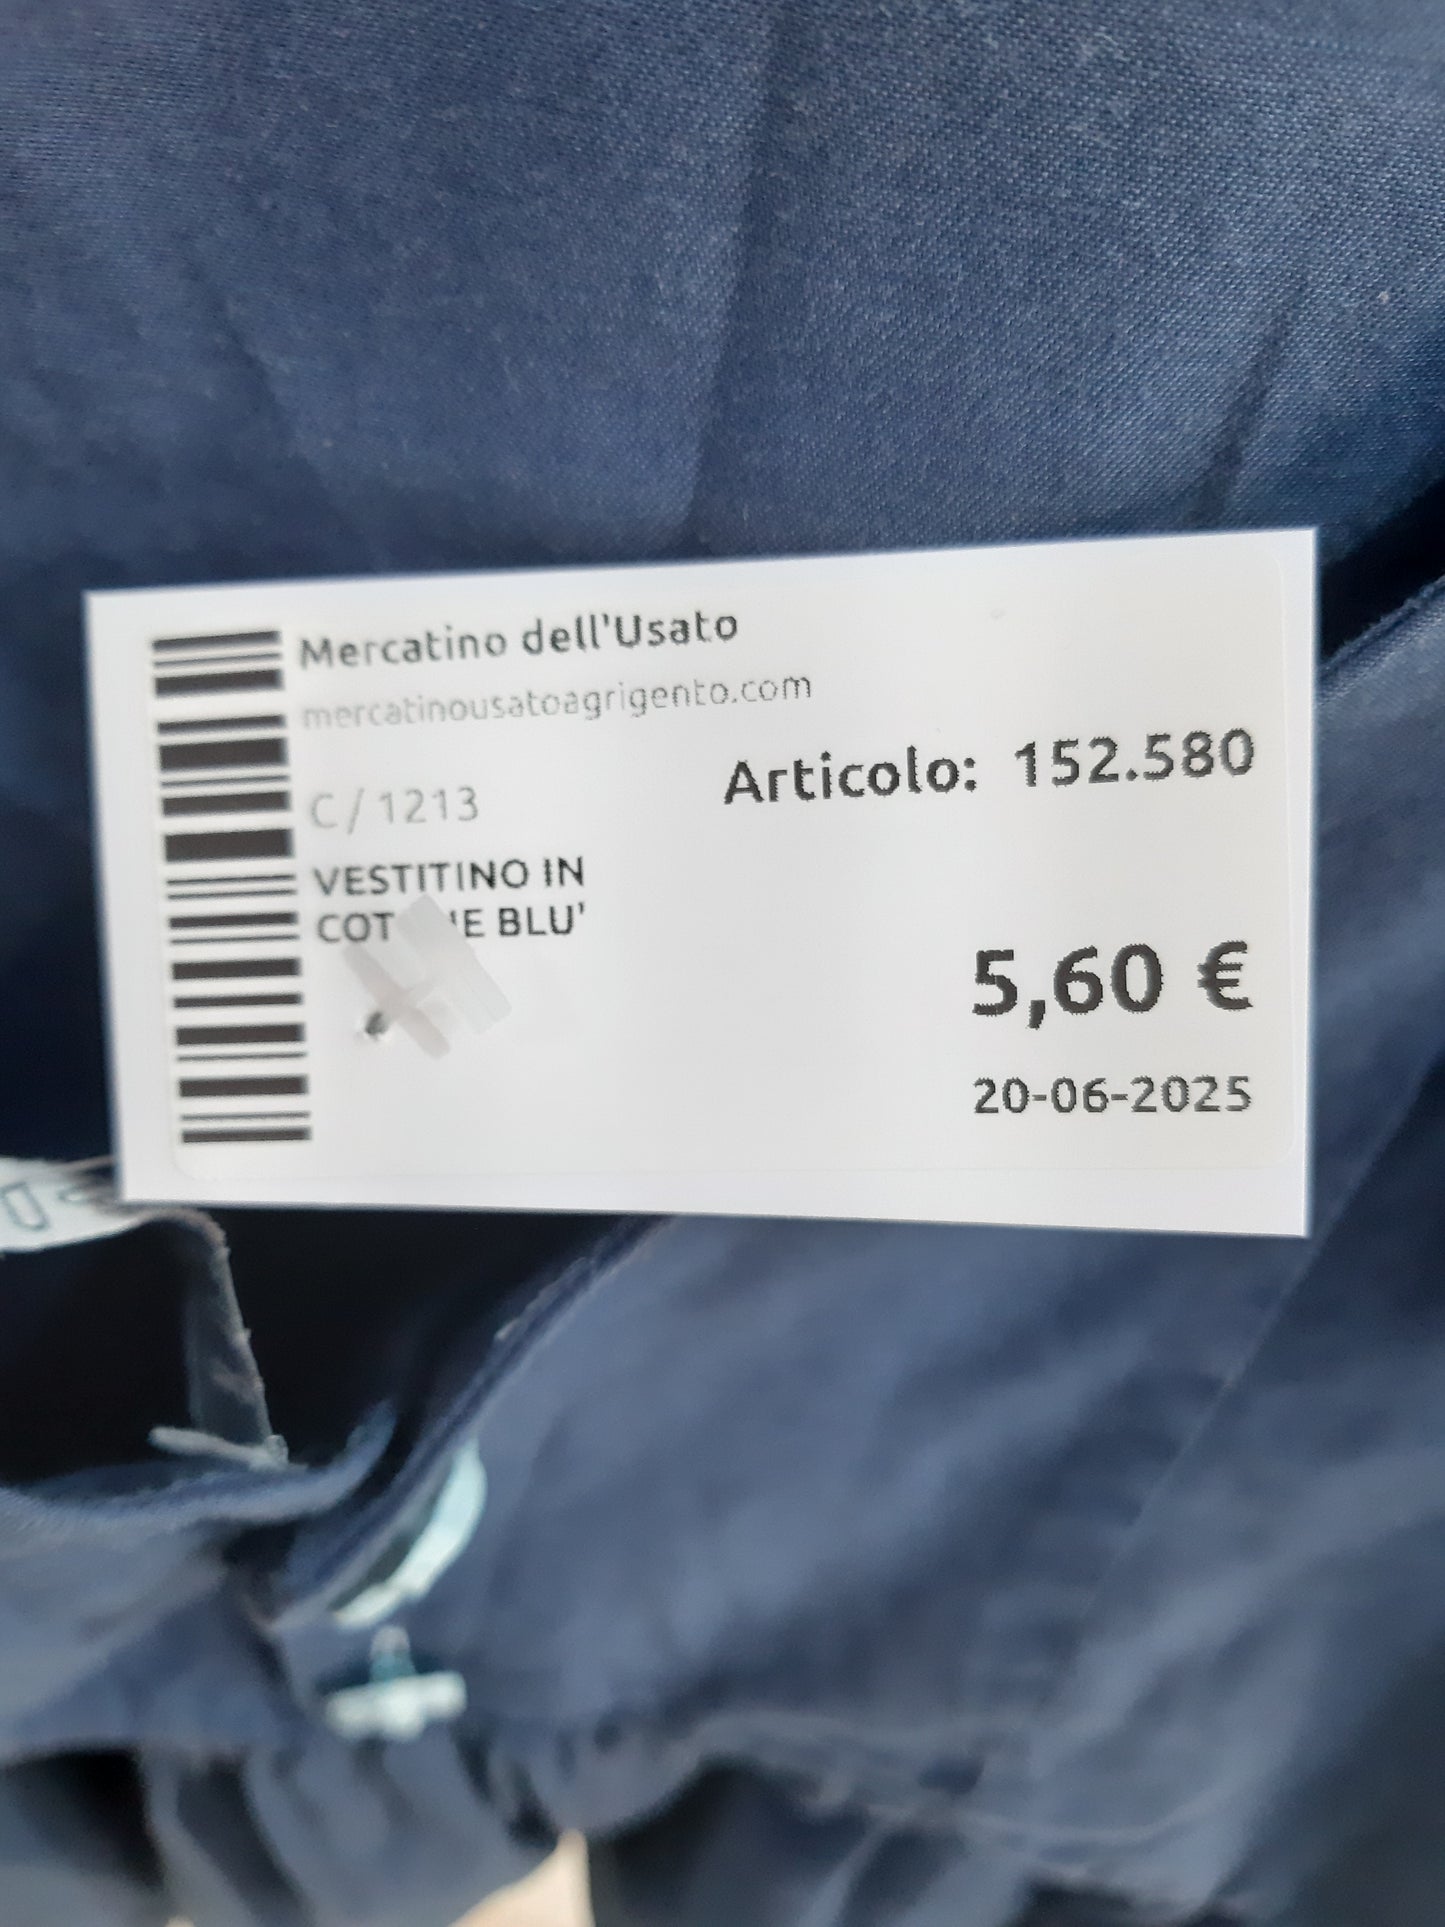 Mercatino dell'Usato
mercatinousatoagrigento.com
Articolo: 152.580
C / 1213
VESTITINO IN
BLU'
5,60 €
20-06-2025